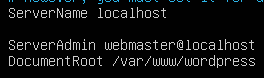 ServerName localhost
ServerAdmin webmaster@localhost
DocumentRoot /var/www/wordpress